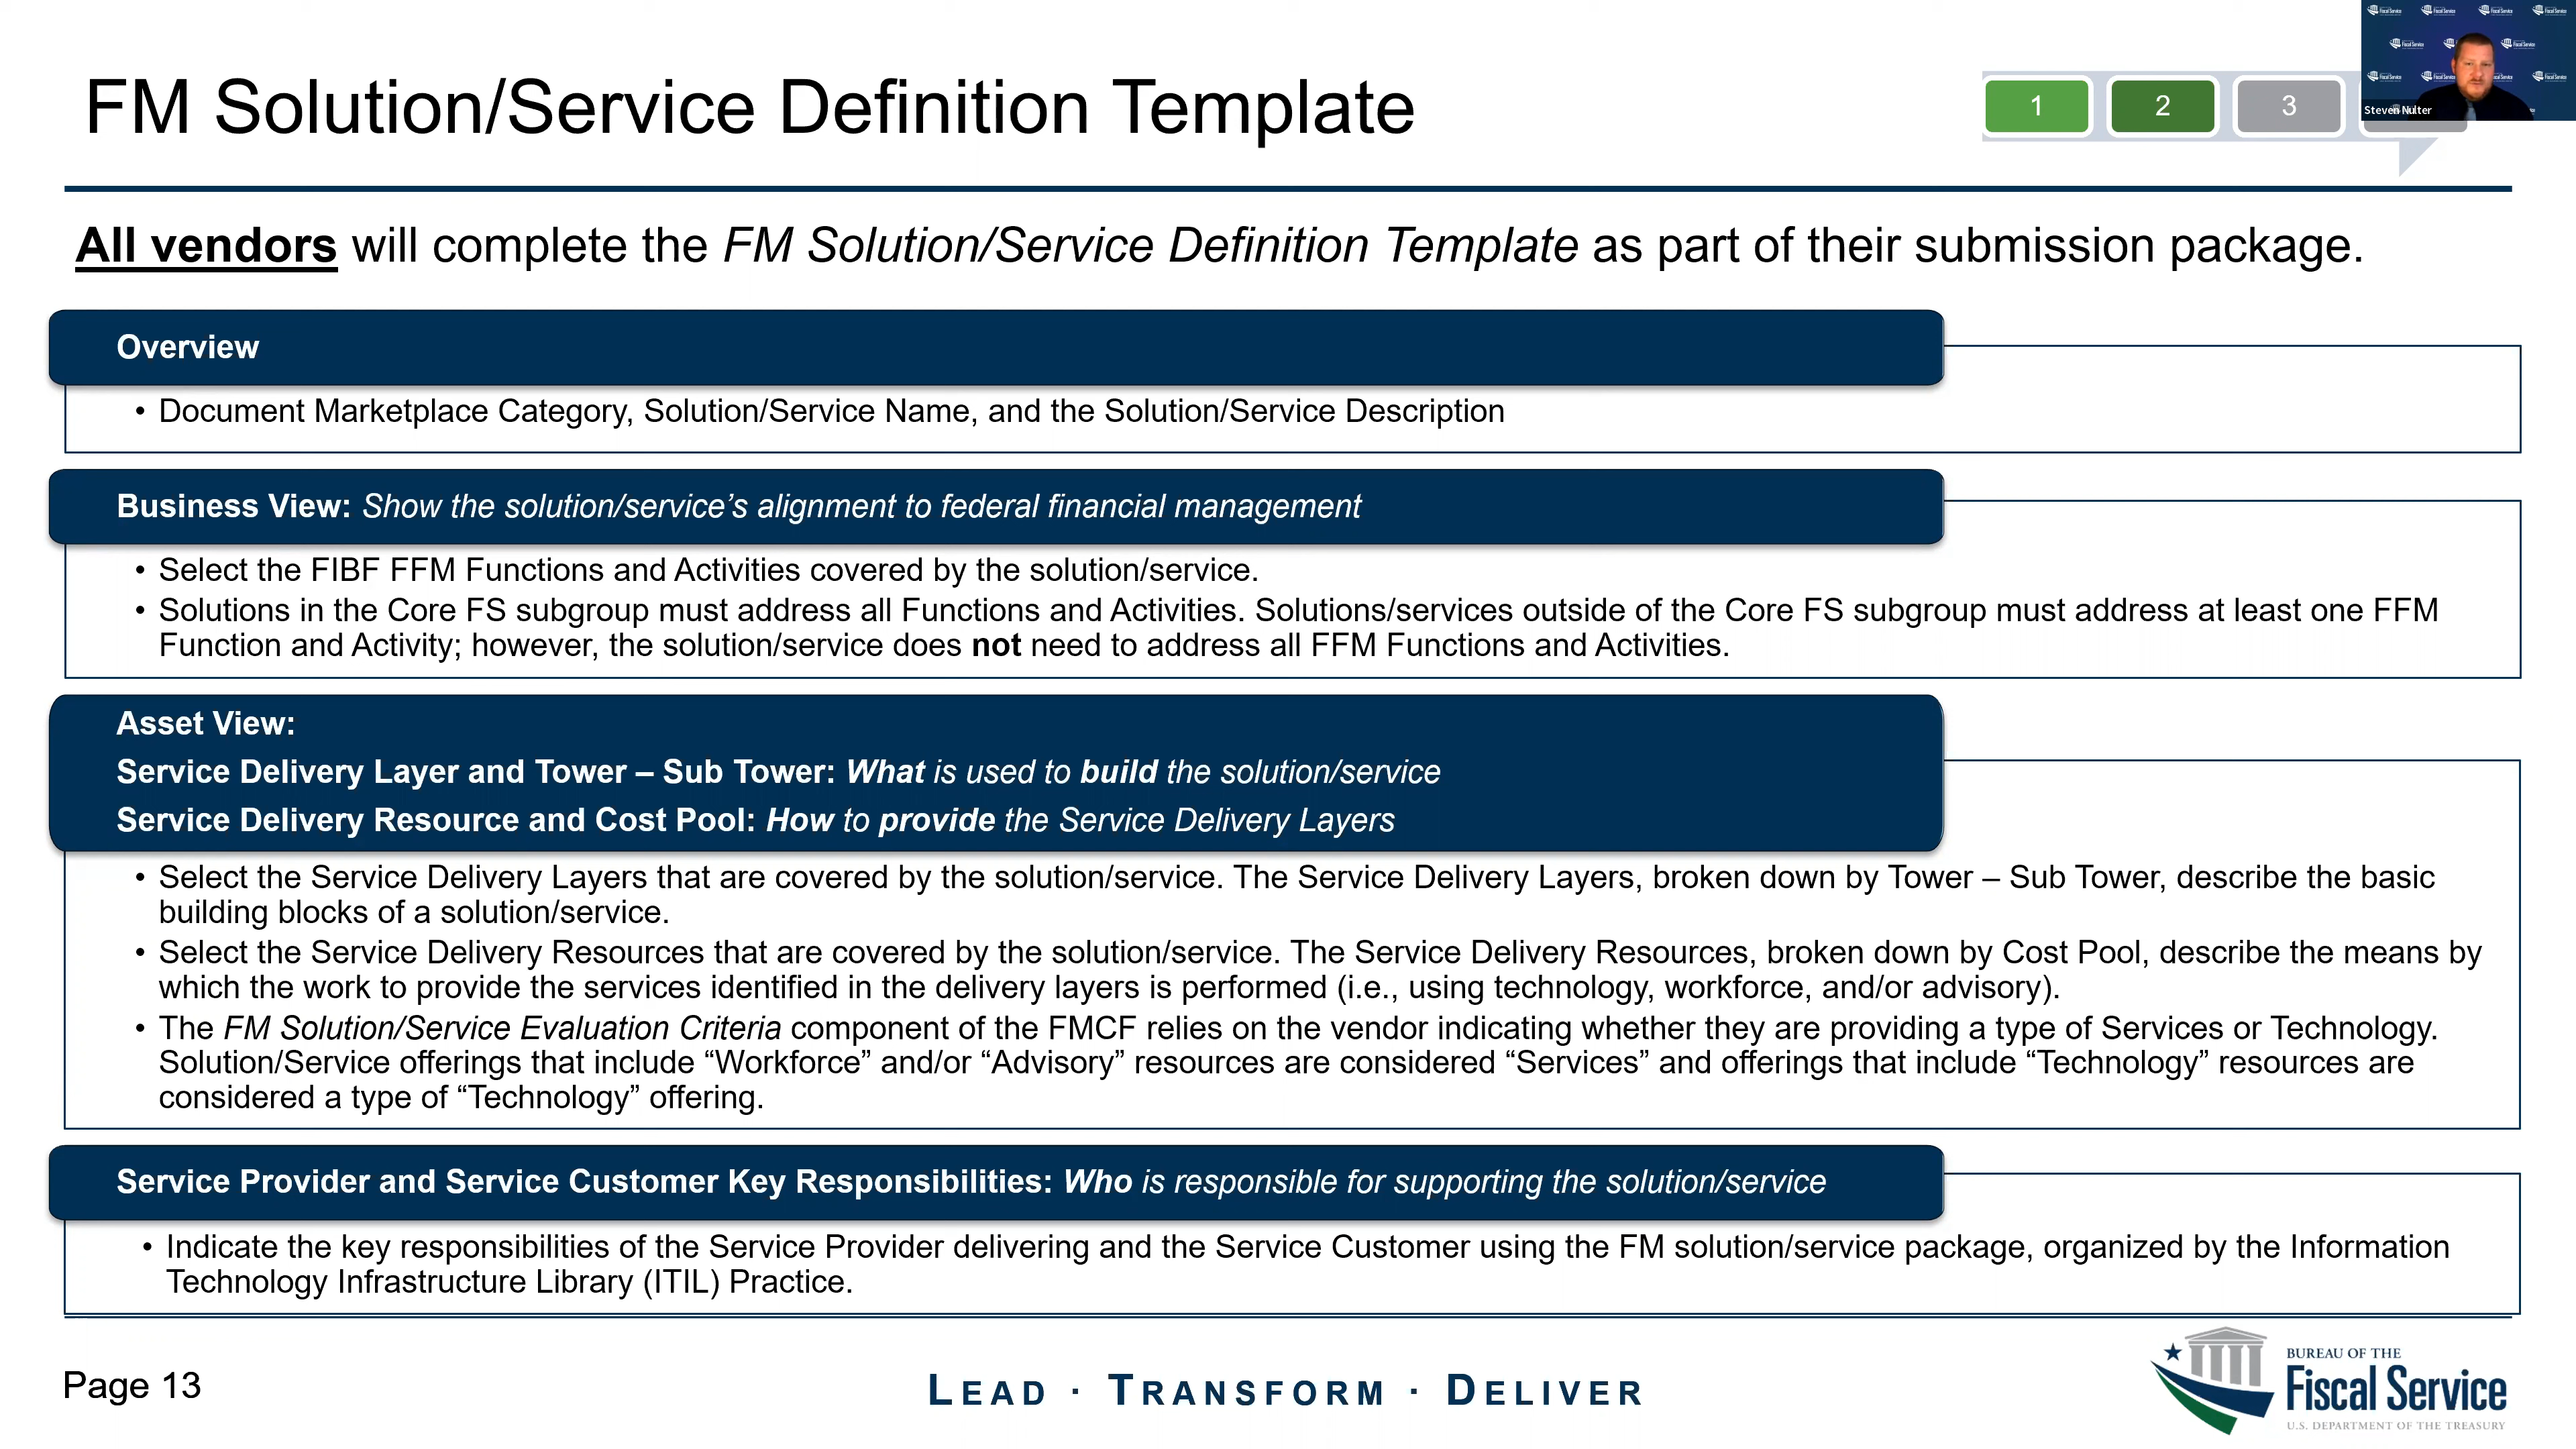 FM Solution/Service Definition Template
1 2 3
Steven Nulter
All vendors will complete the FM Solution/Service Definition Template as part of their submission package.
Overview
• Document Marketplace Category, Solution/Service Name, and the Solution/Service Description
Business View: Show the solution/service’s alignment to federal financial management
• Select the FIBF FFM Functions and Activities covered by the solution/service.
• Solutions in the Core FS subgroup must address all Functions and Activities. Solutions/services outside of the Core FS subgroup must address at least one FFM
Function and Activity; however, the solution/service does not need to address all FFM Functions and Activities.
Asset View:
Service Delivery Layer and Tower – Sub Tower: What is used to build the solution/service
Service Delivery Resource and Cost Pool: How to provide the Service Delivery Layers
• Select the Service Delivery Layers that are covered by the solution/service. The Service Delivery Layers, broken down by Tower – Sub Tower, describe the basic
building blocks of a solution/service.
• Select the Service Delivery Resources that are covered by the solution/service. The Service Delivery Resources, broken down by Cost Pool, describe the means by
which the work to provide the services identified in the delivery layers is performed (i.e., using technology, workforce, and/or advisory).
• The FM Solution/Service Evaluation Criteria component of the FMCF relies on the vendor indicating whether they are providing a type of Services or Technology.
Solution/Service offerings that include “Workforce” and/or “Advisory” resources are considered “Services” and offerings that include “Technology” resources are
considered a type of “Technology” offering.
Service Provider and Service Customer Key Responsibilities: Who is responsible for supporting the solution/service
• Indicate the key responsibilities of the Service Provider delivering and the Service Customer using the FM solution/service package, organized by the Information
Technology Infrastructure Library (ITIL) Practice.
Page 13
LEAD · TRANSFORM · DELIVER
BUREAU OF THE
Fiscal Service
U.S. DEPARTMENT OF THE TREASURY